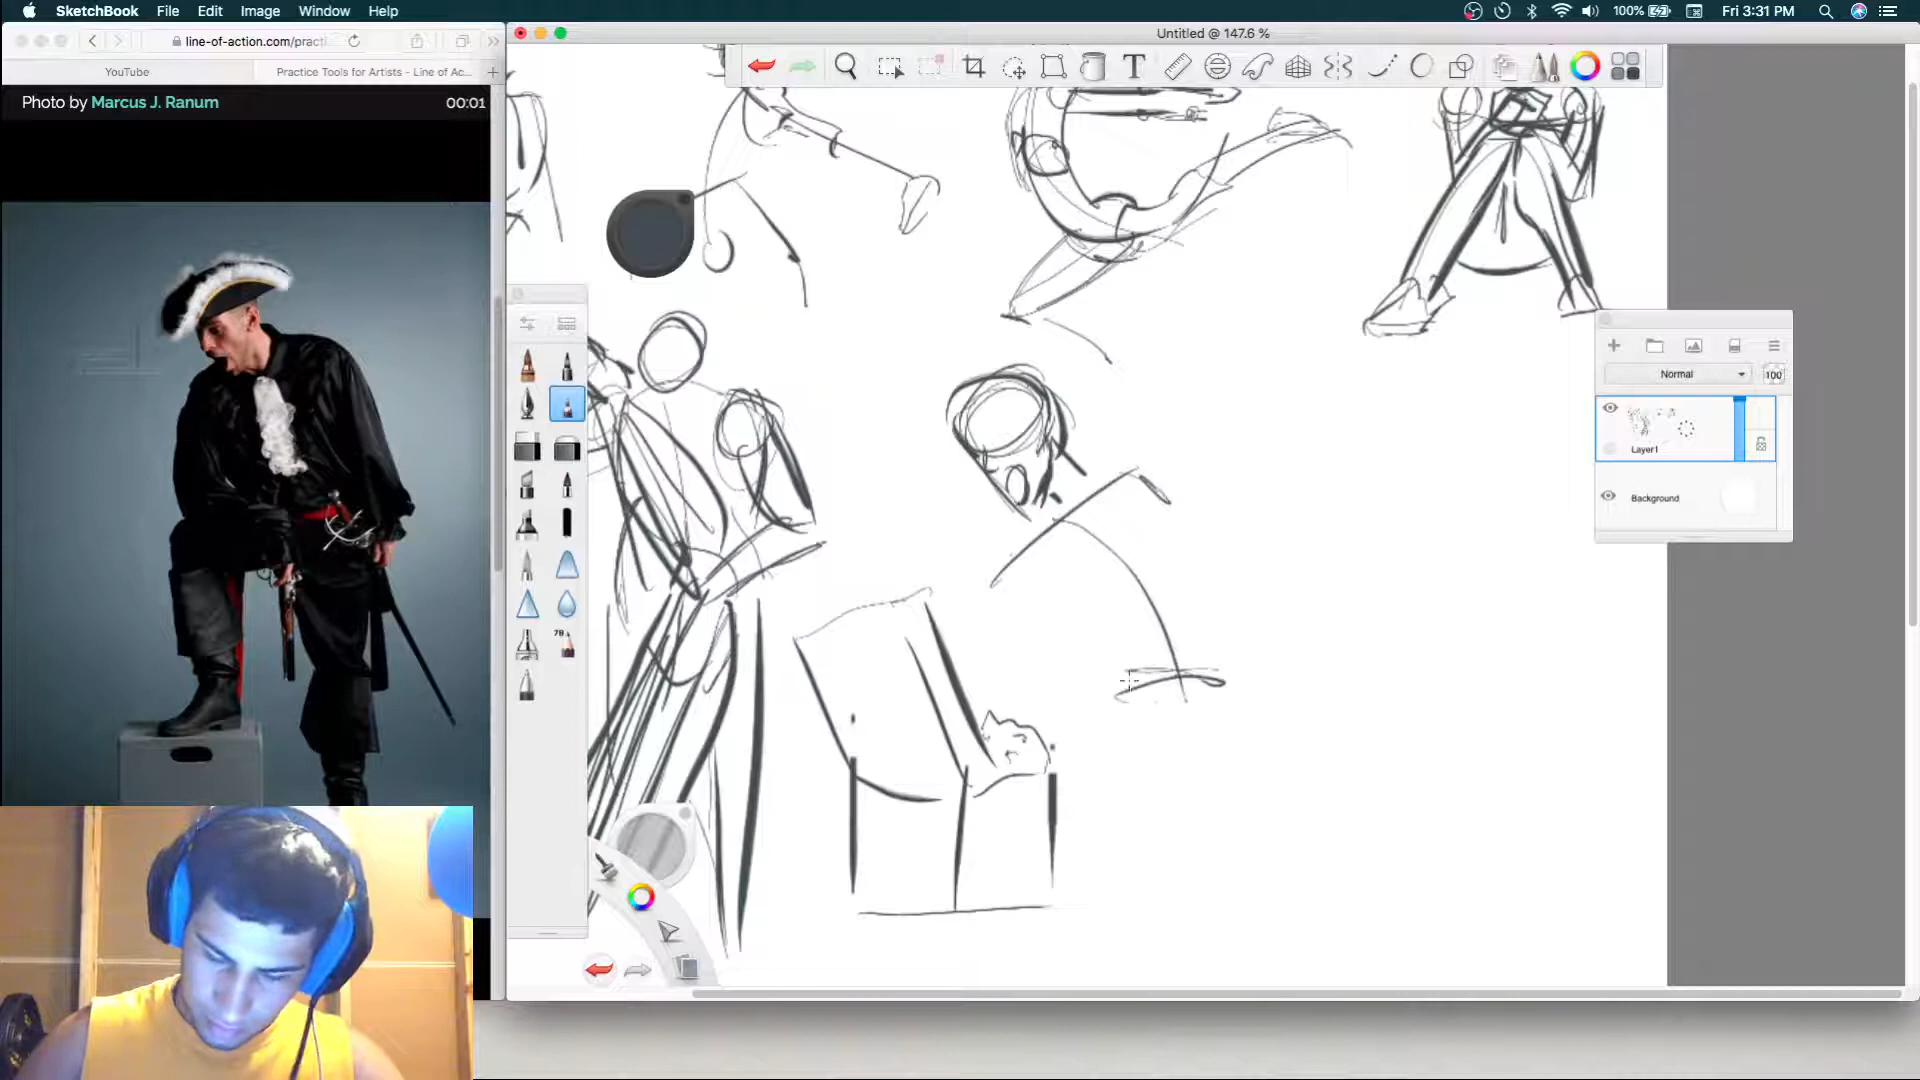 SketchBook File Edit Image Window Help
100% Fri 3:31 PM
line-of-action.com/practi
Untitled @ 147.6 %
YouTube
Practice Tools for Artists - Line of Ac...
Photo by Marcus J. Ranum
00:01
Normal
100
Layer1
Background
7B